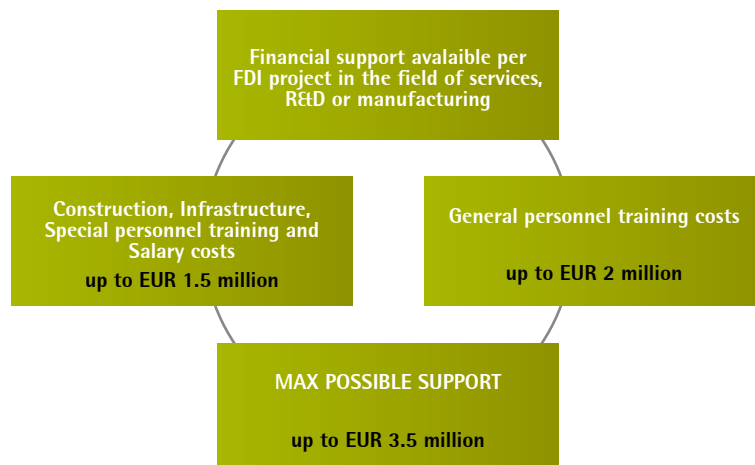 Financial support avalaible per
FDI project in the field of services,
R&D or manufacturing
Construction, Infrastructure,
Special personnel training and
Salary costs
up to EUR 1.5 million
General personnel training costs
up to EUR 2 million
MAX POSSIBLE SUPPORT
up to EUR 3.5 million